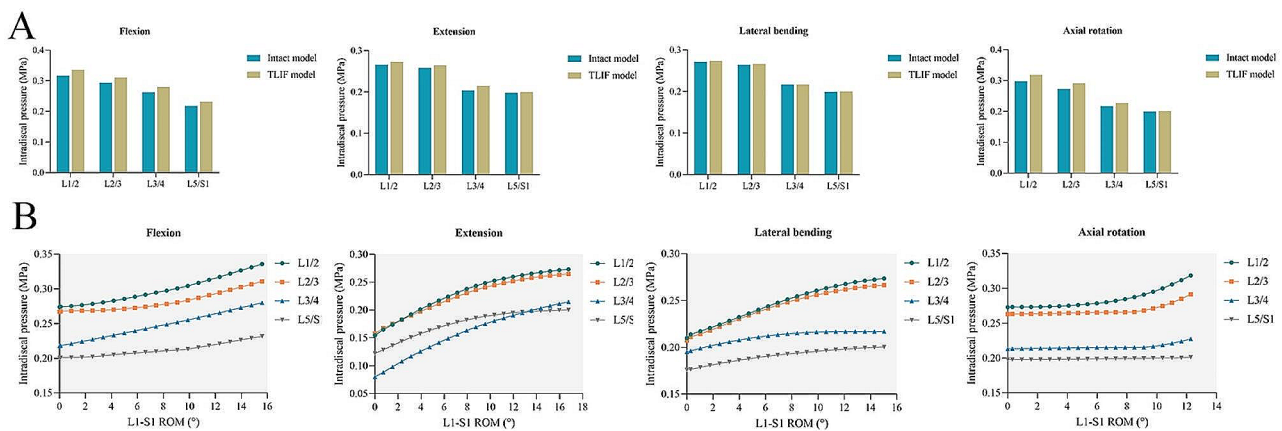 A
Flexion
Intradiscal pressure (MPa)
0.4
0.3
0.2
0.1
0.0
L1/2
L2/3
L3/4
L5/S1
Intact model
TLIF model
Extension
Intradiscal pressure (MPa)
0.3
0.2
0.1
0.0
L1/2
L2/3
L3/4
L5/S1
Intact model
TLIF model
Lateral bending
Intradiscal pressure (MPa)
0.3
0.2
0.1
0.0
L1/2
L2/3
L3/4
L5/S1
Intact model
TLIF model
Axial rotation
Intradiscal pressure (MPa)
0.4
0.3
0.2
0.1
0.0
L1/2
L2/3
L3/4
L5/S1
Intact model
TLIF model
B
Flexion
Intradiscal pressure (MPa)
0.35
0.30
0.25
0.20
0.15
0 2 4 6 8 10 12 14 16
L1-S1 ROM (°)
L1/2
L2/3
L3/4
L5/S
Extension
Intradiscal pressure (MPa)
0.30
0.25
0.20
0.15
0.10
0.05
0 2 4 6 8 10 12 14 16 18
L1-S1 ROM (°)
L1/2
L2/3
L3/4
L5/S
Lateral bending
Intradiscal pressure (MPa)
0.30
0.25
0.20
0.15
0 2 4 6 8 10 12 14 16
L1-S1 ROM (°)
L1/2
L2/3
L3/4
L5/S1
Axial rotation
Intradiscal pressure (MPa)
0.35
0.30
0.25
0.20
0.15
0 2 4 6 8 10 12 14
L1-S1 ROM (°)
L1/2
L2/3
L3/4
L5/S1